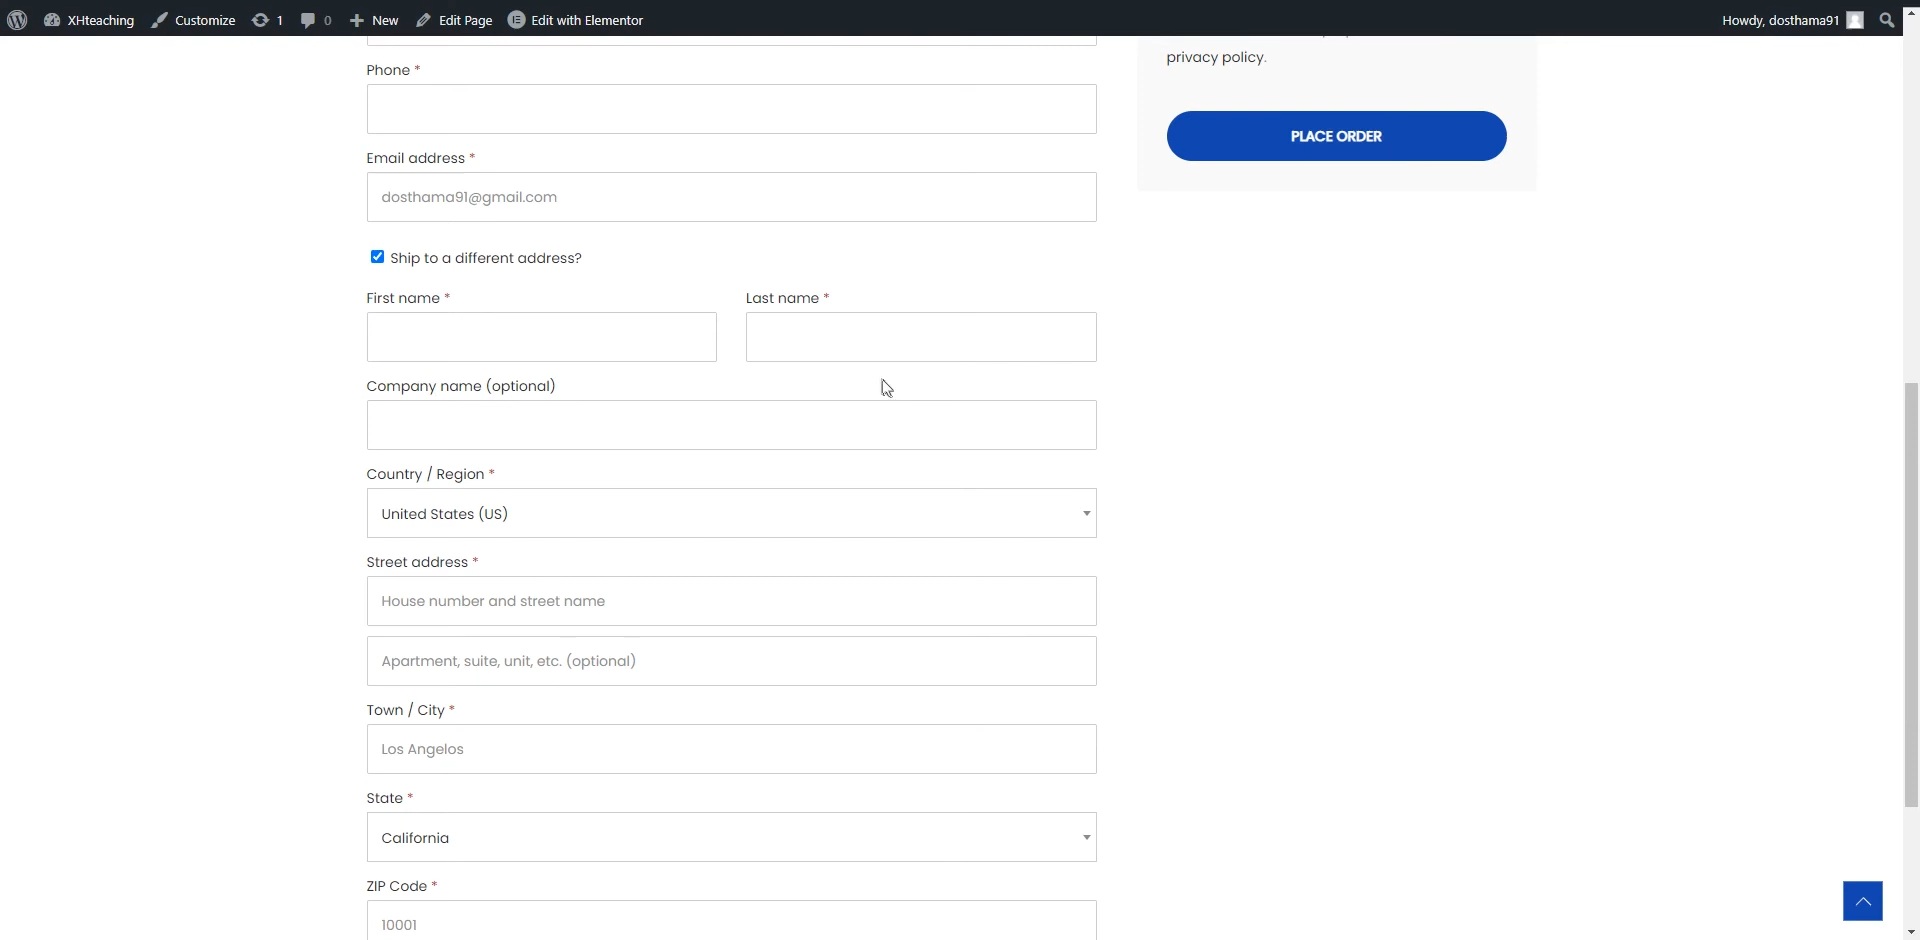 XHteaching Customize 1 0 New Edit Page Edit with Elementor Howdy, dosthama91
privacy policy.
PLACE ORDER
Phone *
Email address *
dosthama91@gmail.com
Ship to a different address?
First name * Last name *
Company name (optional)
Country / Region *
United States (US)
Street address *
House number and street name
Apartment, suite, unit, etc. (optional)
Town / City *
Los Angelos
State *
California
ZIP Code *
10001